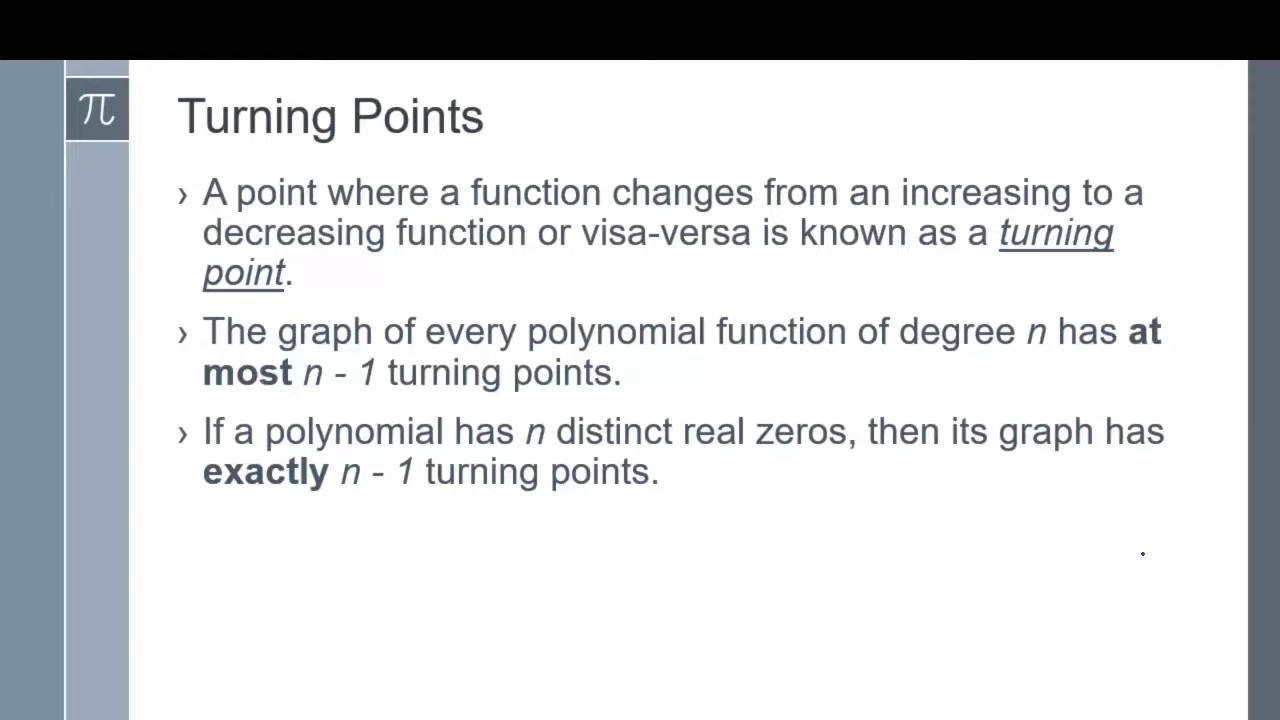 π
Turning Points
› A point where a function changes from an increasing to a
decreasing function or visa-versa is known as a turning
point.
› The graph of every polynomial function of degree n has at
most n - 1 turning points.
› If a polynomial has n distinct real zeros, then its graph has
exactly n - 1 turning points.